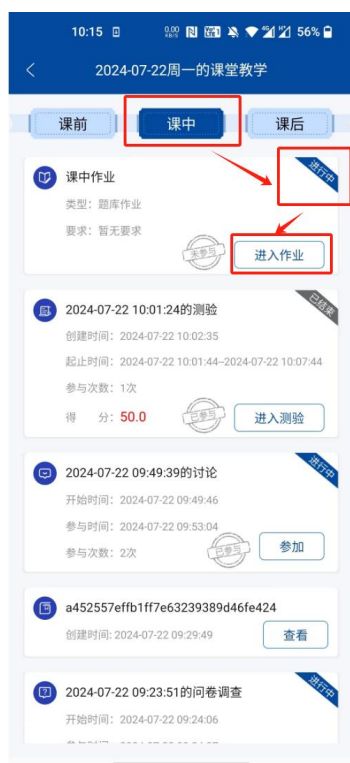 10:15
0.00 KB/S
56%
2024-07-22周一的课堂教学
课前
课中
课后
进行中
课中作业
类型：题库作业
要求：暂无要求
未参与
进入作业
已结束
2024-07-22 10:01:24的测验
创建时间：2024-07-22 10:02:35
起止时间：2024-07-22 10:01:44~2024-07-22 10:07:44
参与次数：1次
得 分：50.0
已参与
进入测验
进行中
2024-07-22 09:49:39的讨论
开始时间：2024-07-22 09:49:46
参与时间：2024-07-22 09:53:04
参与次数：2次
已参与
参加
a452557effb1ff7e63239389d46fe424
创建时间: 2024-07-22 09:29:49
查看
进行中
2024-07-22 09:23:51的问卷调查
开始时间：2024-07-22 09:24:06